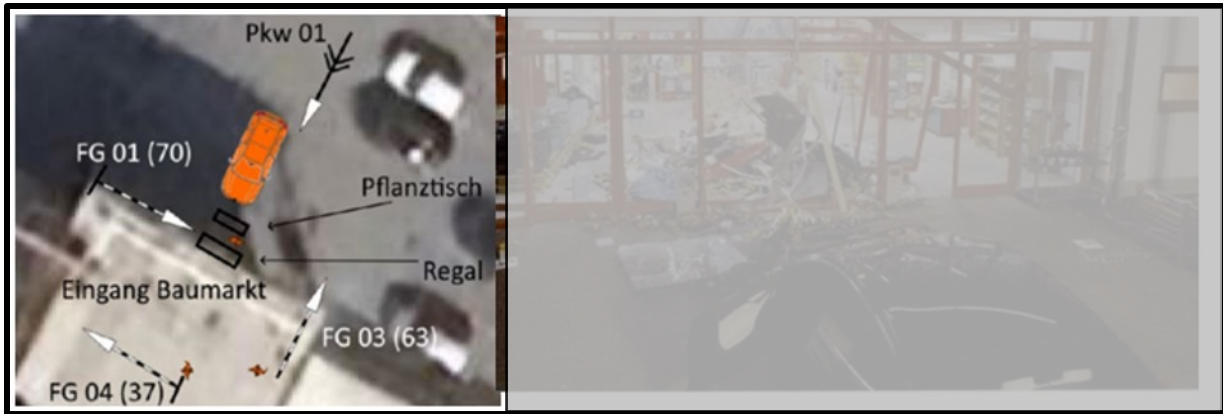 Pkw 01
FG 01 (70)
Pflanztisch
Regal
Eingang Baumarkt
FG 03 (63)
FG 04 (37)